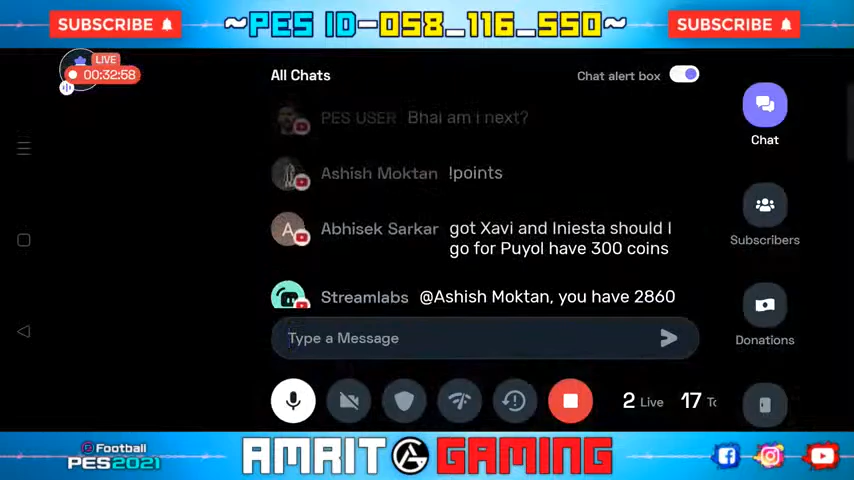 SUBSCRIBE
~PES ID-058_116_550~
SUBSCRIBE
LIVE
00:32:58
All Chats
Chat alert box
PES USER Bhai am i next?
Chat
Ashish Moktan !points
A
Abhisek Sarkar got Xavi and Iniesta should I
go for Puyol have 300 coins
Subscribers
Streamlabs @Ashish Moktan, you have 2860
Type a Message
Donations
2 Live 17 To
eFootball
PES2021
AMRIT GAMING